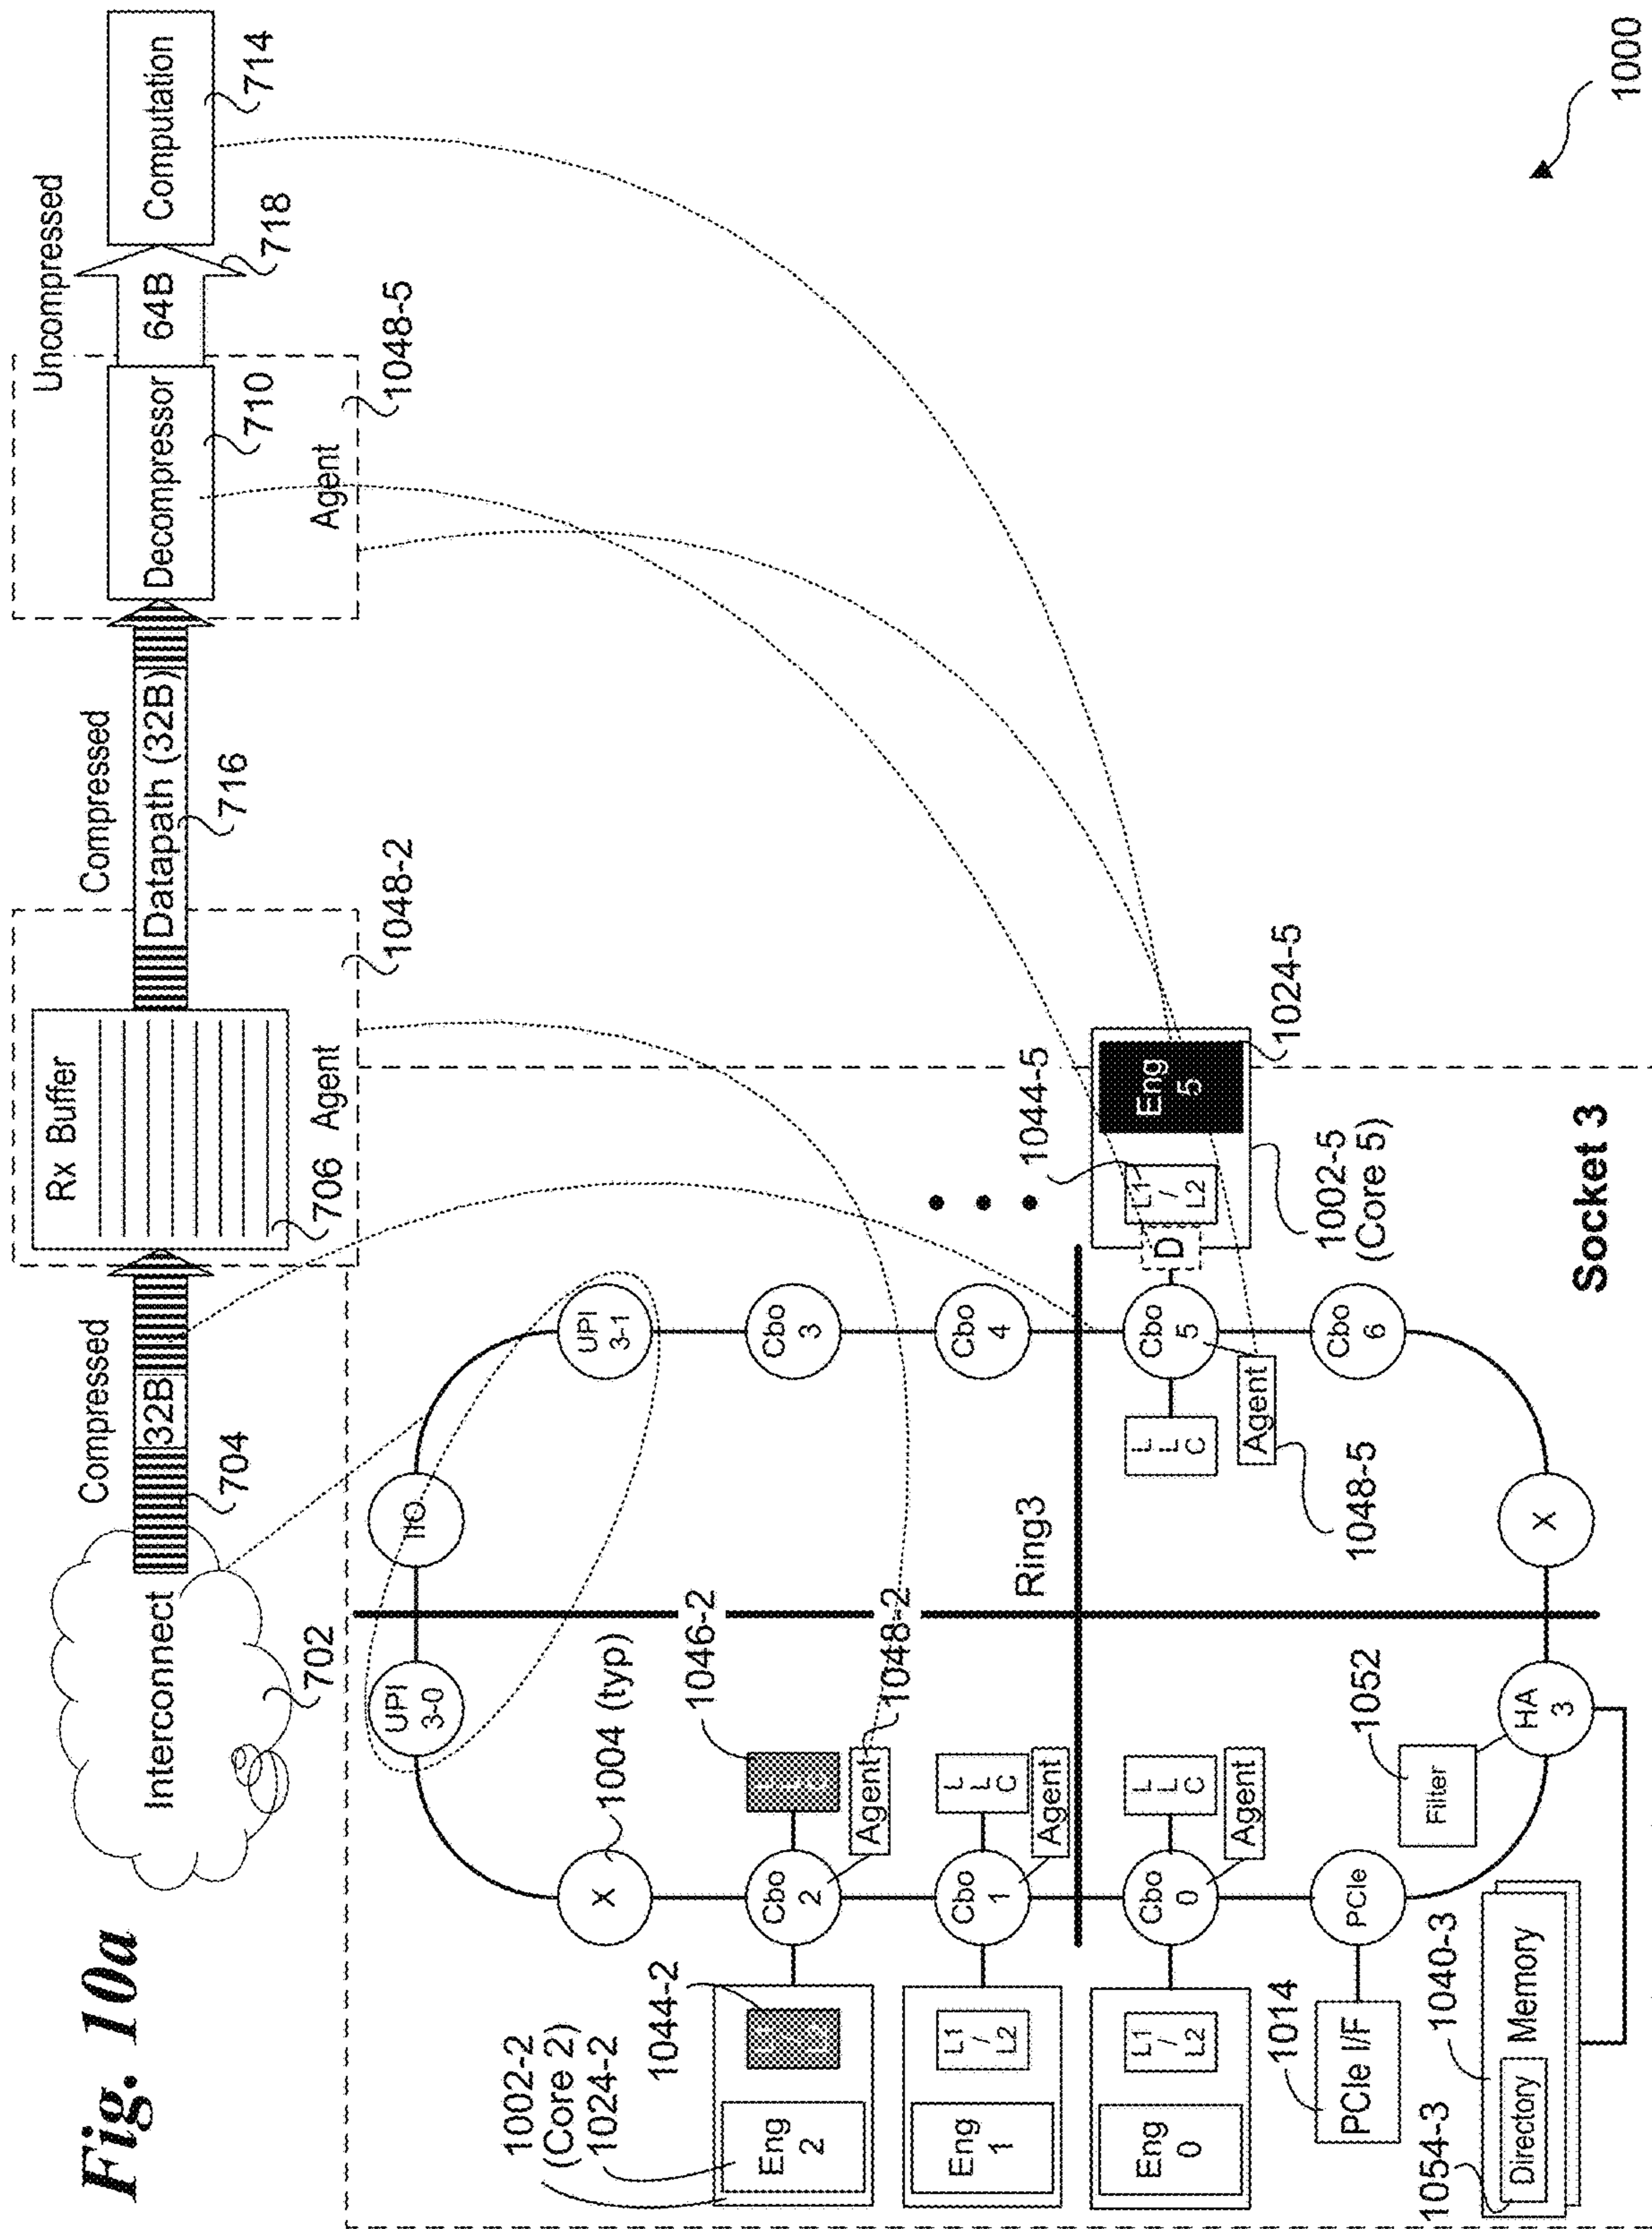 Fig. 10a
Interconnect
702
Compressed
32B
704
Rx Buffer
706
Agent
1048-2
Compressed
Datapath (32B)
716
Decompressor
710
Agent
1048-5
Uncompressed
64B
718
Computation
714
1000
1002-2
(Core 2)
1024-2
1044-2
Eng
2
Cbo
2
1046-2
Agent
1048-2
X
1004 (typ)
UPI
3-0
IIO
UPI
3-1
Cbo
3
Cbo
4
Eng
1
L1
/
L2
Cbo
1
L
L
C
Agent
Ring3
Eng
0
L1
/
L2
Cbo
0
L
L
C
Agent
L
L
C
Cbo
5
Agent
1048-5
D
L1
/
L2
1044-5
Eng
5
1024-5
1002-5
(Core 5)
Cbo
6
1014
PCIe I/F
PCIe
Filter
1052
HA
3
X
1054-3
Directory
Memory
1040-3
Socket 3